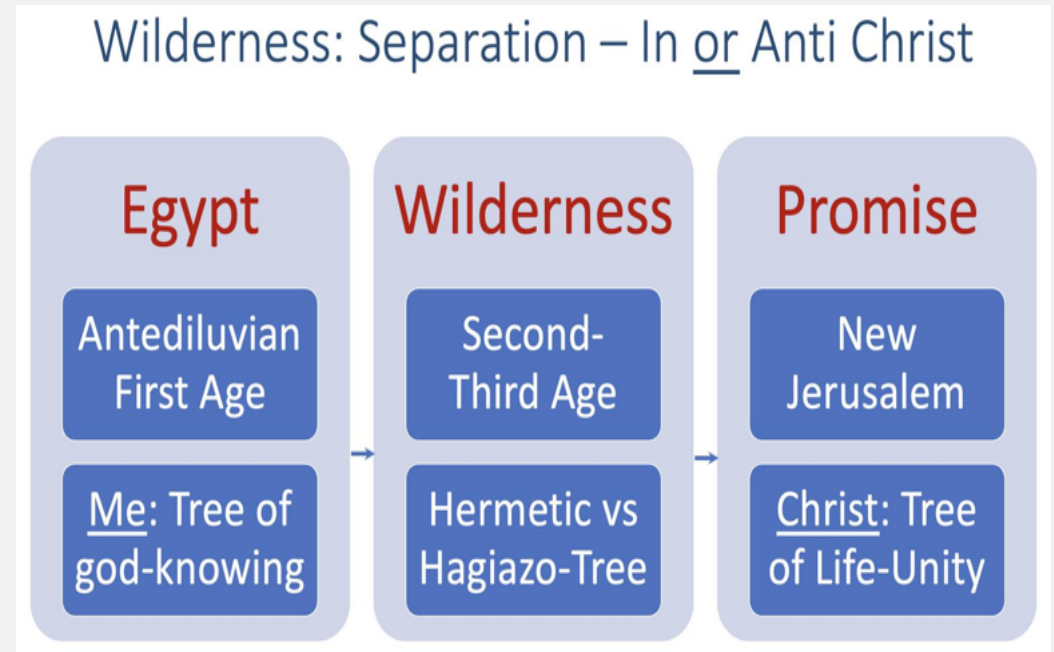 Wilderness: Separation – In or Anti Christ
Egypt
Antediluvian
First Age
Me: Tree of
god-knowing
Wilderness
Second-
Third Age
Hermetic vs
Hagiazo-Tree
Promise
New
Jerusalem
Christ: Tree
of Life-Unity